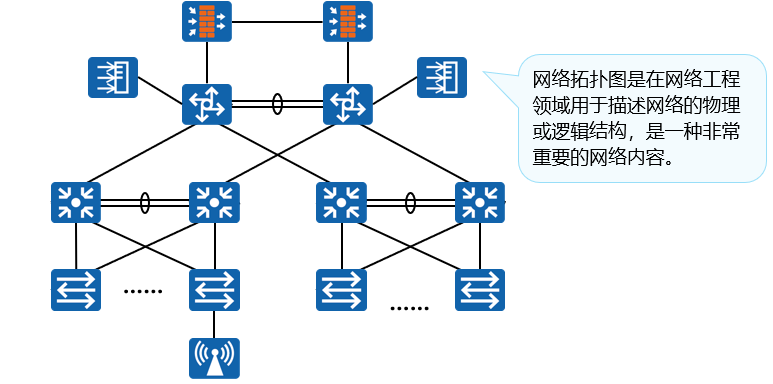 网络拓扑图是在网络工程
领域用于描述网络的物理
或逻辑结构，是一种非常
重要的网络内容。
……
……